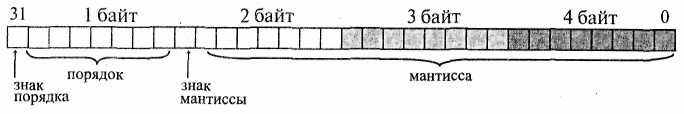 31 1 байт 2 байт 3 байт 4 байт 0
порядок
знак порядка
знак мантиссы
мантисса